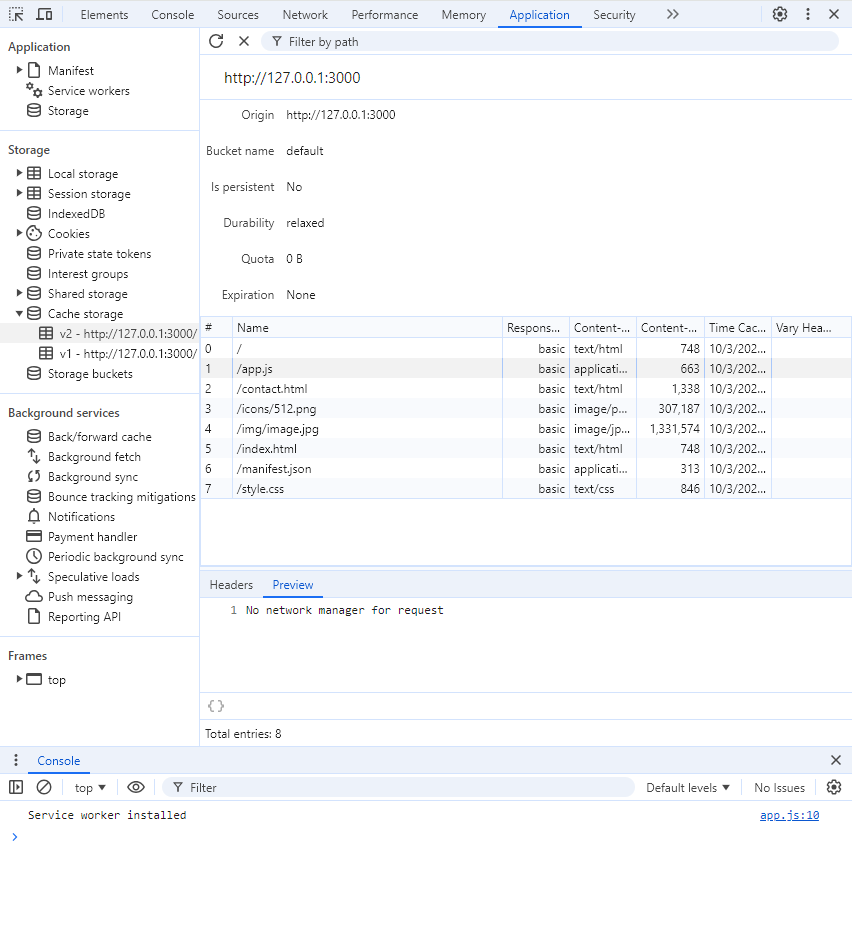 Elements Console Sources Network Performance Memory Application Security
Application
Manifest
Service workers
Storage
Storage
Local storage
Session storage
IndexedDB
Cookies
Private state tokens
Interest groups
Shared storage
Cache storage
v2 - http://127.0.0.1:3000/
v1 - http://127.0.0.1:3000/
Storage buckets
Background services
Back/forward cache
Background fetch
Background sync
Bounce tracking mitigations
Notifications
Payment handler
Periodic background sync
Speculative loads
Push messaging
Reporting API
Frames
top
Filter by path
http://127.0.0.1:3000
Origin http://127.0.0.1:3000
Bucket name default
Is persistent No
Durability relaxed
Quota 0 B
Expiration None
# Name Respons... Content-... Content-... Time Cac... Vary Hea...
0 / basic text/html 748 10/3/202...
1 /app.js basic applicati... 663 10/3/202...
2 /contact.html basic text/html 1,338 10/3/202...
3 /icons/512.png basic image/p... 307,187 10/3/202...
4 /img/image.jpg basic image/jp... 1,331,574 10/3/202...
5 /index.html basic text/html 748 10/3/202...
6 /manifest.json basic applicati... 313 10/3/202...
7 /style.css basic text/css 846 10/3/202...
Headers Preview
1 No network manager for request
{}
Total entries: 8
Console
top Filter Default levels No Issues
Service worker installed app.js:10